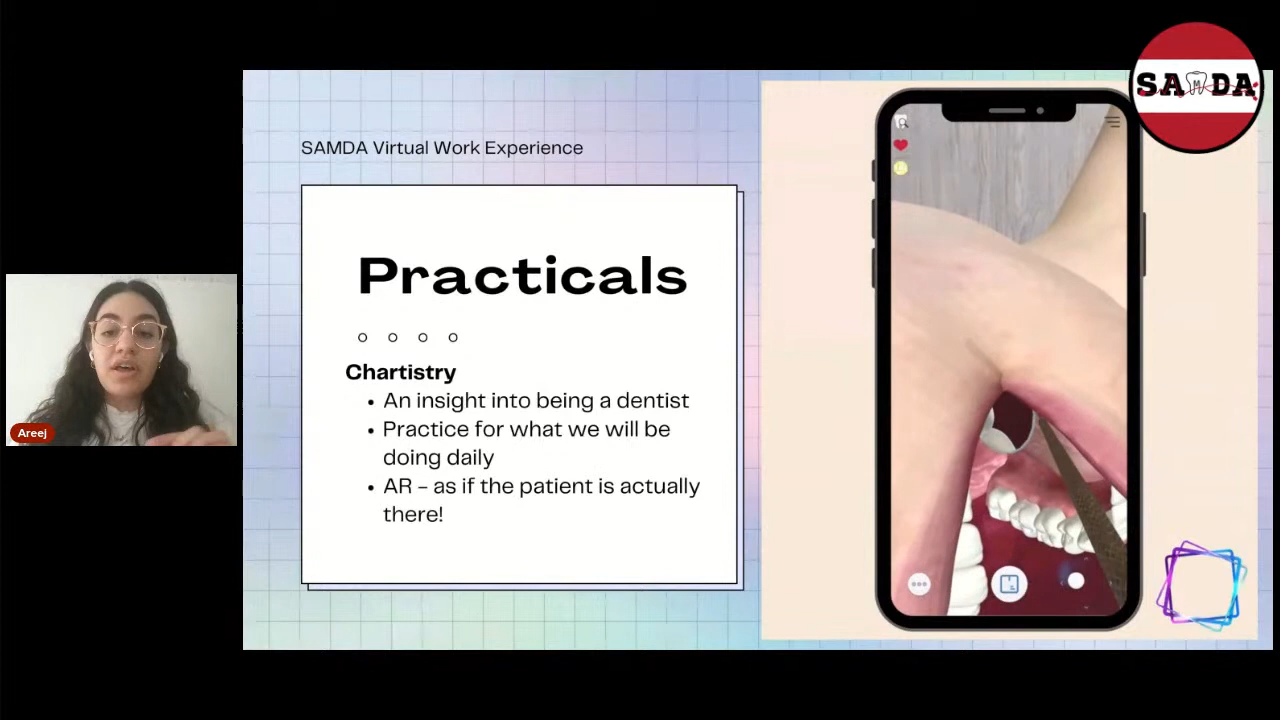 SAMDA
SAMDA Virtual Work Experience
Practicals
Chartistry
• An insight into being a dentist
• Practice for what we will be
doing daily
• AR – as if the patient is actually
there!
Areej